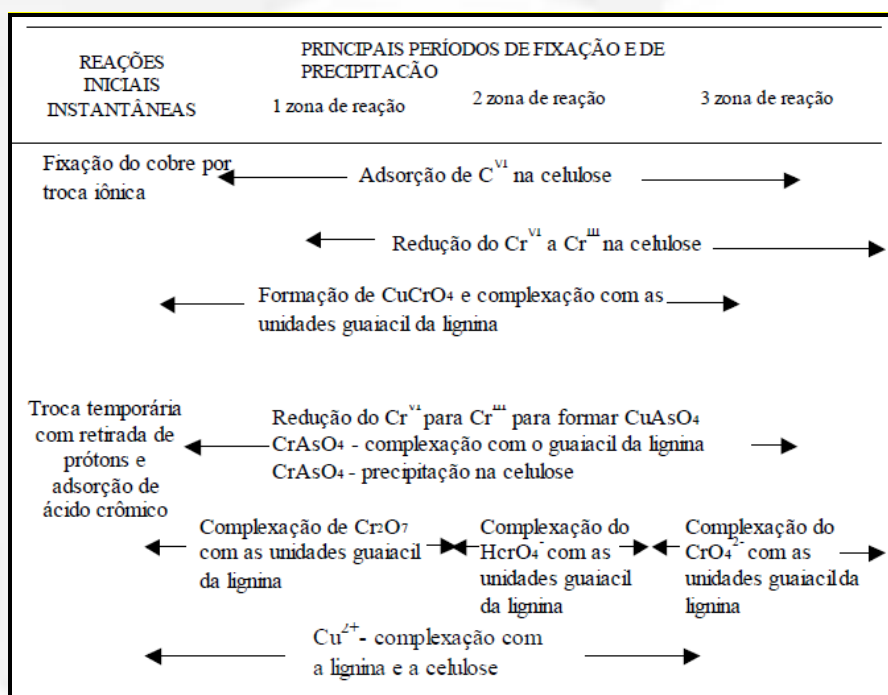 REAÇÕES
INICIAIS
INSTANTÂNEAS
PRINCIPAIS PERÍODOS DE FIXAÇÃO E DE
PRECIPITACÃO
1 zona de reação
2 zona de reação
3 zona de reação
Fixação do cobre por
troca iônica
Adsorção de C^VI na celulose
Redução do Cr^VI a Cr^III na celulose
Formação de CuCrO4 e complexação com as
unidades guaiacil da lignina
Troca temporária
com retirada de
prótons e
adsorção de
ácido crômico
Redução do Cr^VI para Cr^III para formar CuAsO4
CrAsO4 - complexação com o guaiacil da lignina
CrAsO4 - precipitação na celulose
Complexação de Cr2O7
com as unidades guaiacil
da lignina
Complexação do
HcrO4^- com as
unidades guaiacil
da lignina
Complexação do
CrO4^2- com as
unidades guaiacil da
lignina
Cu^2+- complexação com
a lignina e a celulose